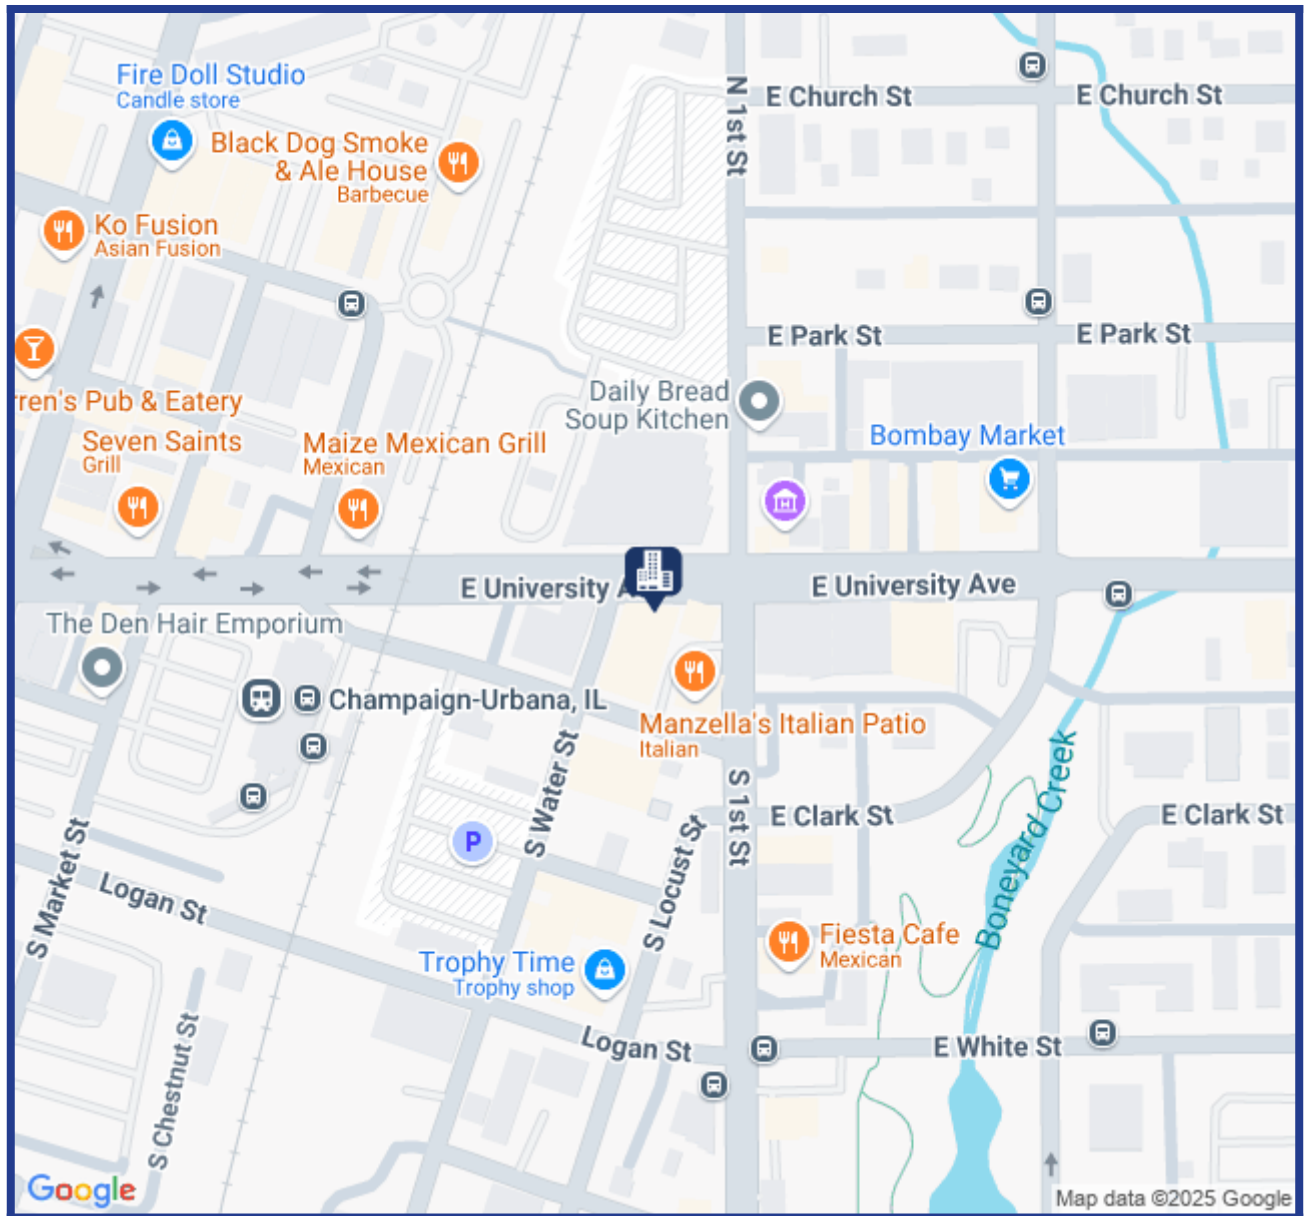 Fire Doll Studio
Candle store
Black Dog Smoke
& Ale House
Barbecue
Ko Fusion
Asian Fusion
N 1st St
E Church St
E Church St
E Park St
E Park St
rren's Pub & Eatery
Seven Saints
Grill
Maize Mexican Grill
Mexican
Daily Bread
Soup Kitchen
Bombay Market
E University A
E University Ave
The Den Hair Emporium
Champaign-Urbana, IL
Manzella's Italian Patio
Italian
S Water St
S 1st St
E Clark St
E Clark St
Boneyard Creek
P
S Market St
Logan St
S Locust St
Trophy Time
Trophy shop
Fiesta Cafe
Mexican
S Chestnut St
Logan St
E White St
Google
Map data ©2025 Google